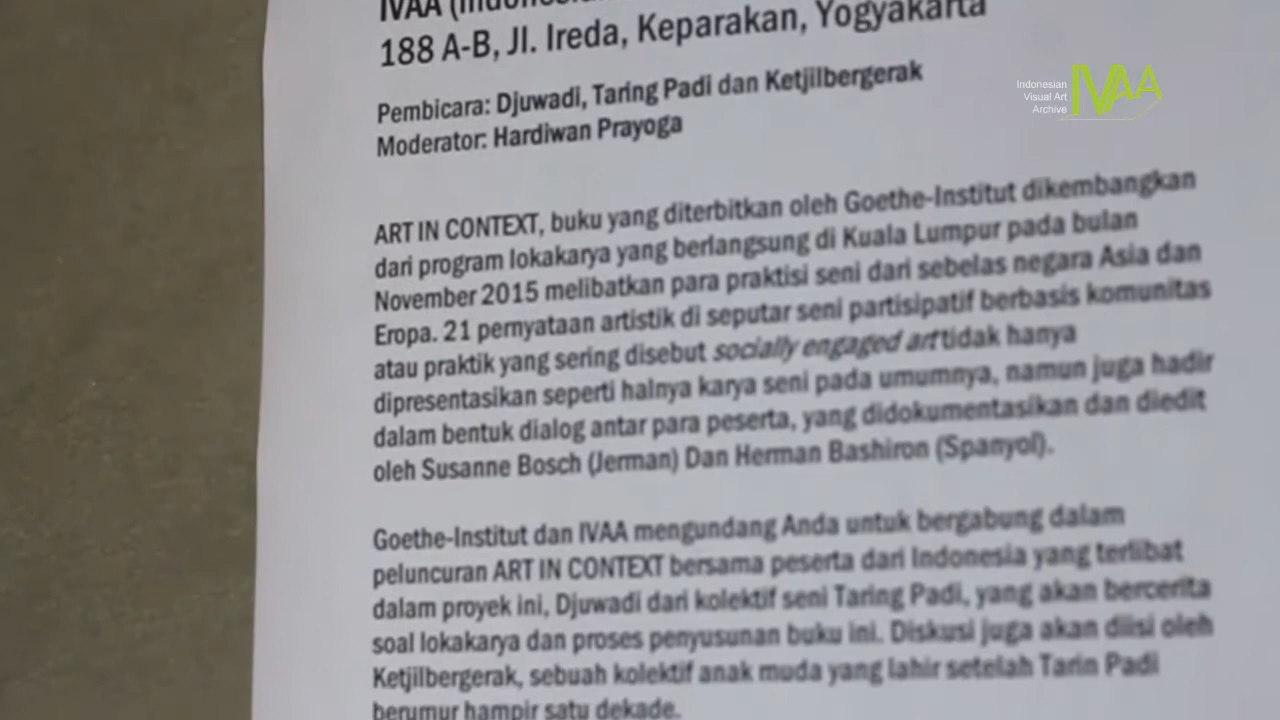 IVAA (Indonesian
188 A-B, Jl. Ireda, Keparakan, Yogyakarta
Pembicara: Djuwadi, Taring Padi dan Ketjilbergerak
Moderator: Hardiwan Prayoga
Indonesian
Visual Art
Archive
IVAA
ART IN CONTEXT, buku yang diterbitkan oleh Goethe-Institut dikembangkan
dari program lokakarya yang berlangsung di Kuala Lumpur pada bulan
November 2015 melibatkan para praktisi seni dari sebelas negara Asia dan
Eropa. 21 pernyataan artistik di seputar seni partisipatif berbasis komunitas
atau praktik yang sering disebut socially engaged art tidak hanya
dipresentasikan seperti halnya karya seni pada umumnya, namun juga hadir
dalam bentuk dialog antar para peserta, yang didokumentasikan dan diedit
oleh Susanne Bosch (Jerman) Dan Herman Bashiron (Spanyol).
Goethe-Institut dan IVAA mengundang Anda untuk bergabung dalam
peluncuran ART IN CONTEXT bersama peserta dari Indonesia yang terlibat
dalam proyek ini, Djuwadi dari kolektif seni Taring Padi, yang akan bercerita
soal lokakarya dan proses penyusunan buku ini. Diskusi juga akan diisi oleh
Ketjilbergerak, sebuah kolektif anak muda yang lahir setelah Tarin Padi
berumur hampir satu dekade.